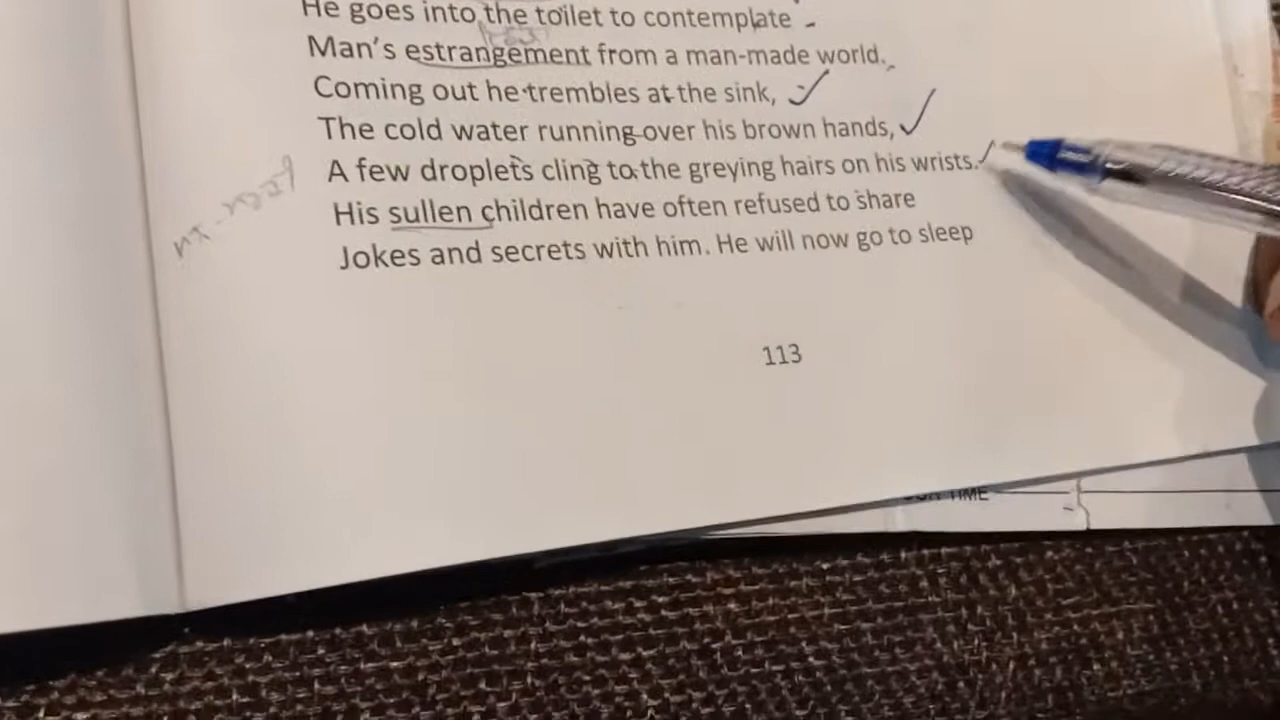 He goes into the toilet to contemplate
Man's estrangement from a man-made world.
Coming out he trembles at the sink,
The cold water running over his brown hands,
A few droplets cling to the greying hairs on his wrists.
His sullen children have often refused to share
Jokes and secrets with him. He will now go to sleep
113
TIME